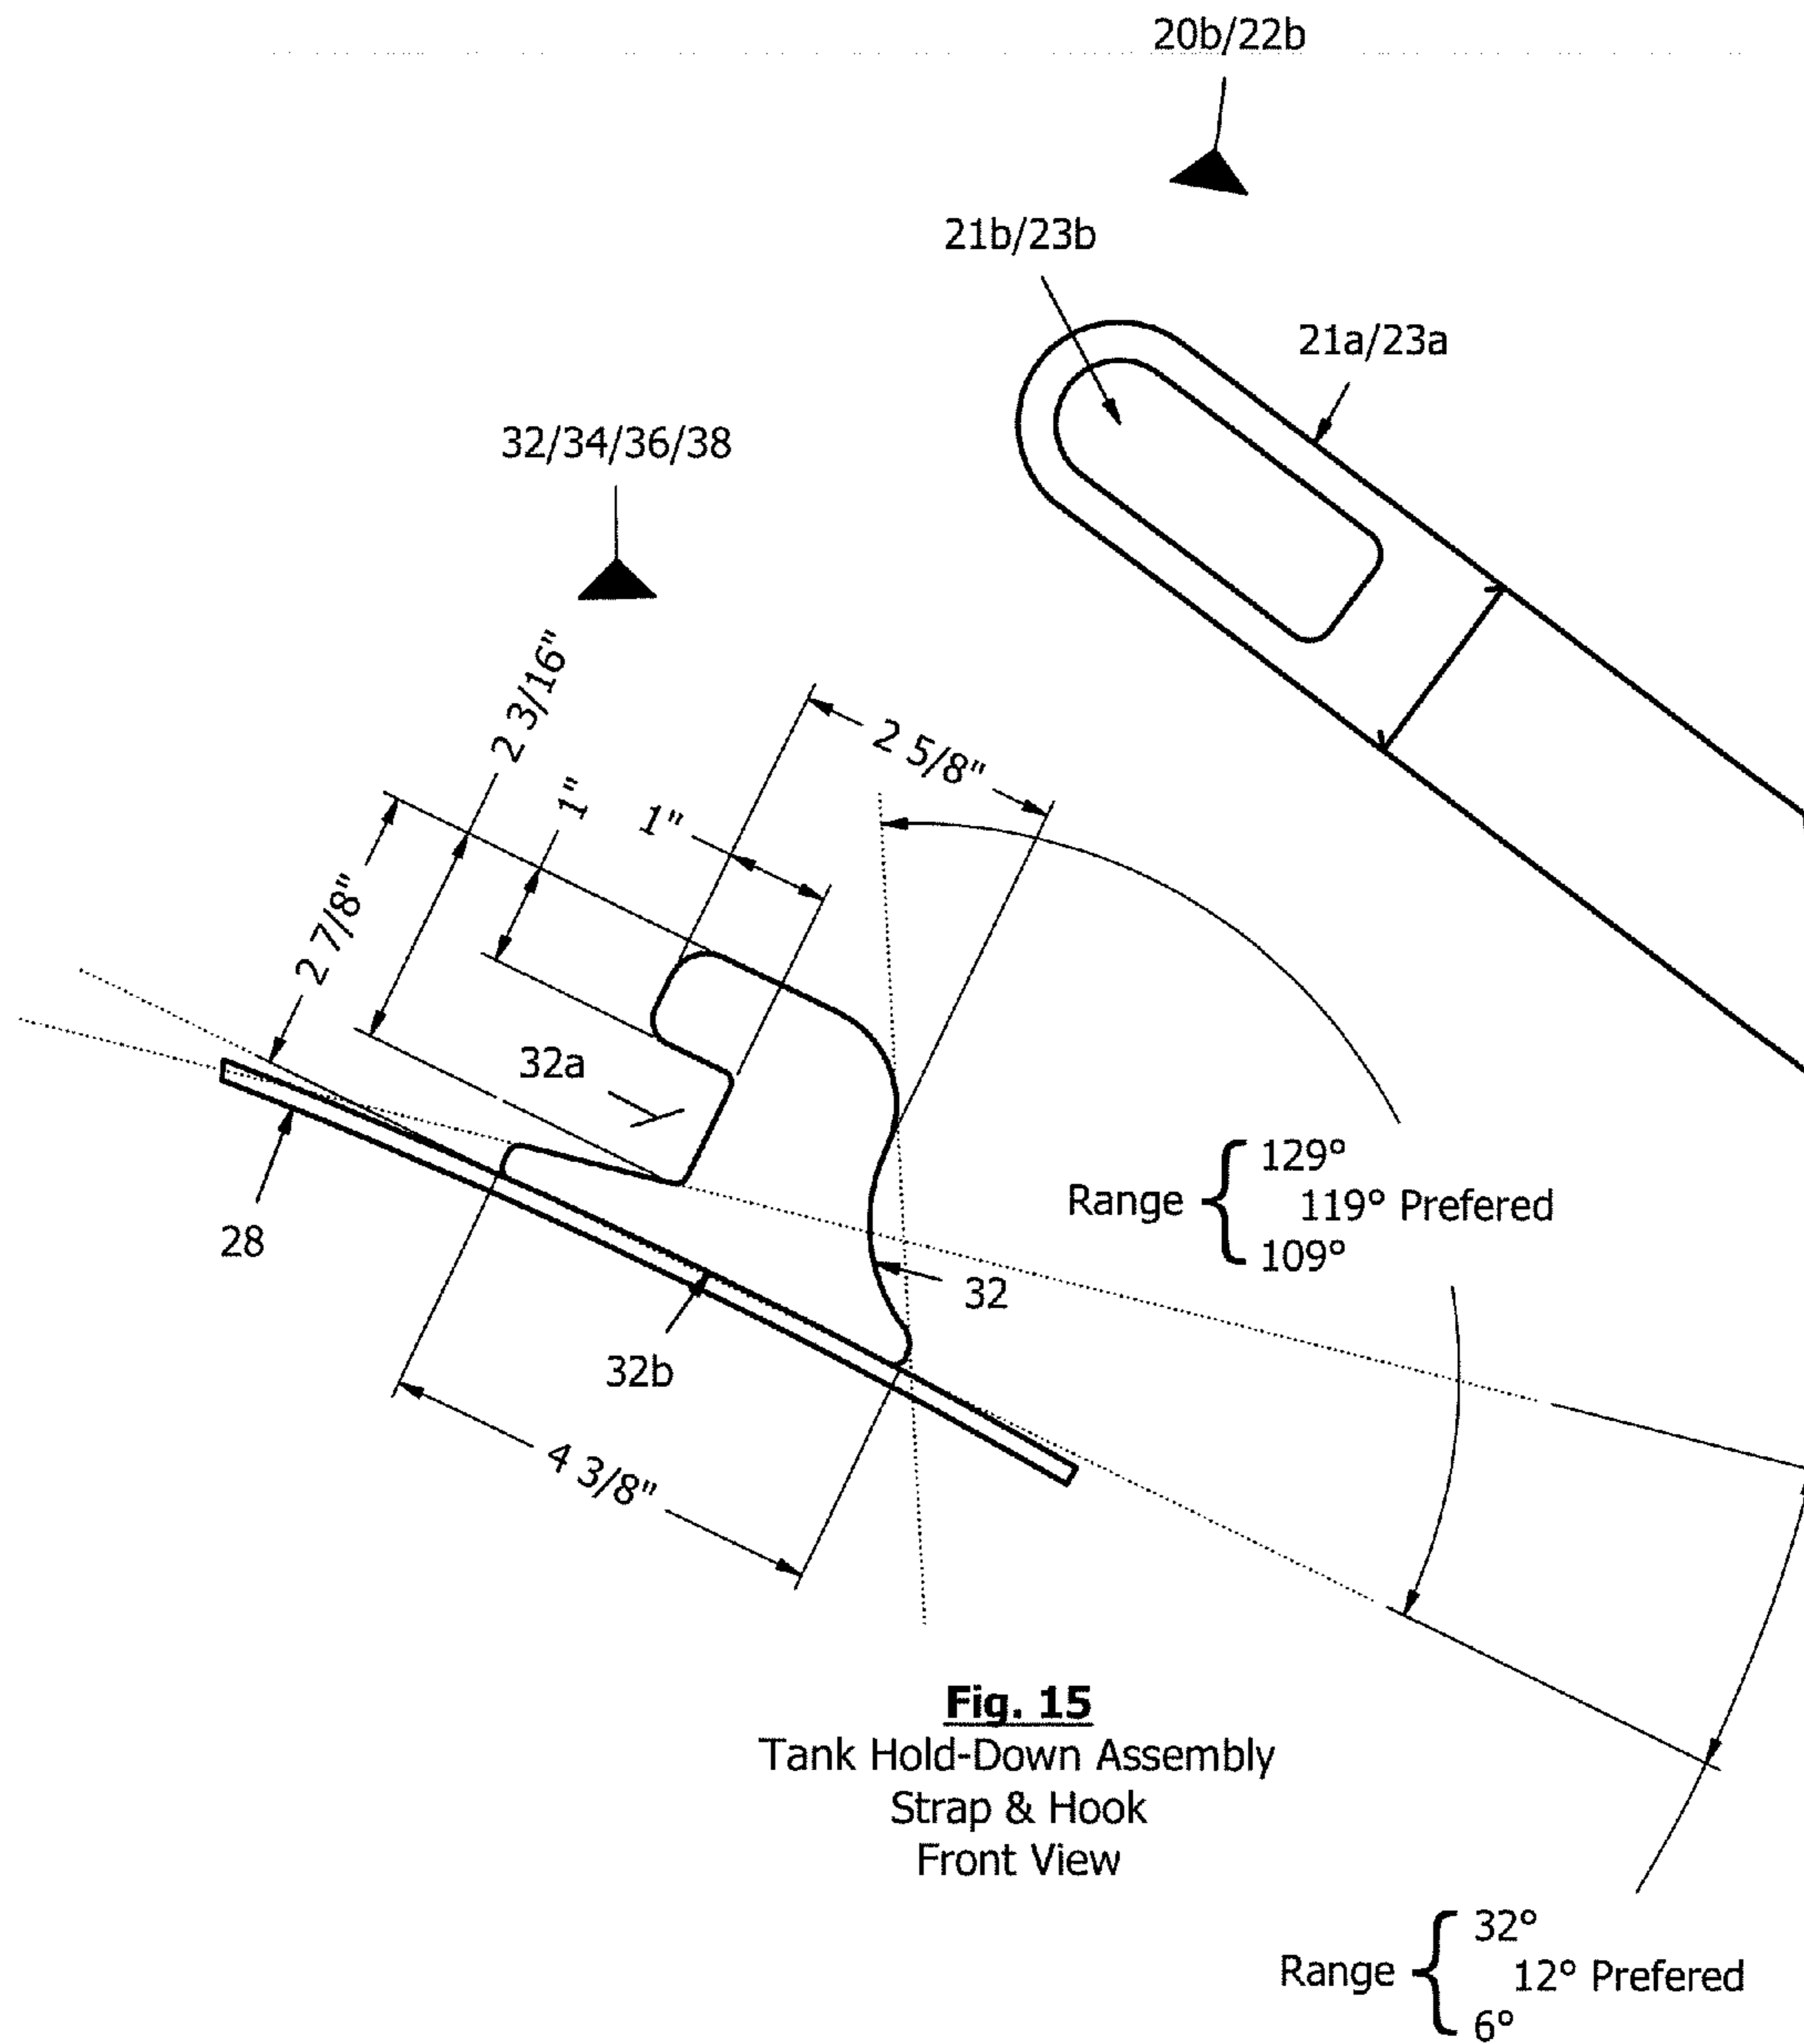 20b/22b
21b/23b
21a/23a
32/34/36/38
2 3/16"
1"
1"
2 5/8"
2 7/8"
32a
28
Range { 129°
119° Prefered
109°
32
32b
4 3/8"
Fig. 15
Tank Hold-Down Assembly
Strap & Hook
Front View
Range { 32°
12° Prefered
6°